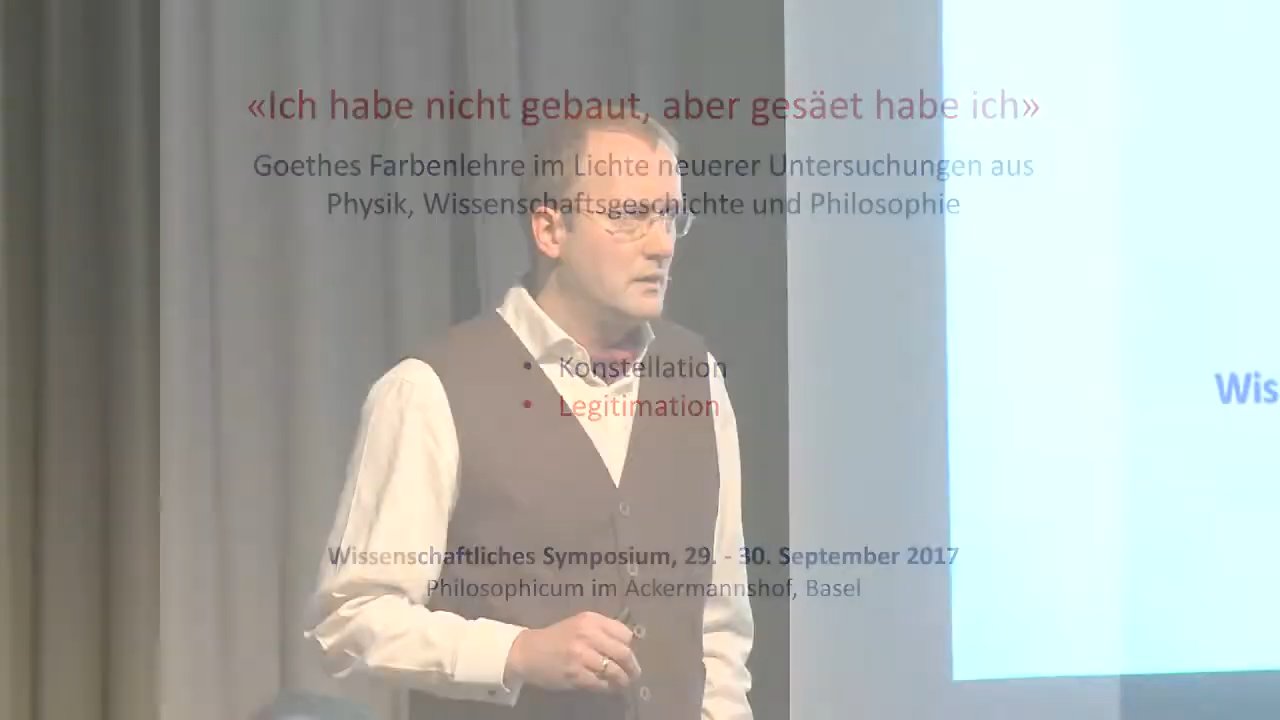 «Ich habe nicht gebaut, aber gesäet habe ich»
Goethes Farbenlehre im Lichte neuerer Untersuchungen aus
Physik, Wissenschaftsgeschichte und Philosophie
• Konstellation
• Legitimation
Wis
Wissenschaftliches Symposium, 29. - 30. September 2017
Philosophicum im Ackermannshof, Basel